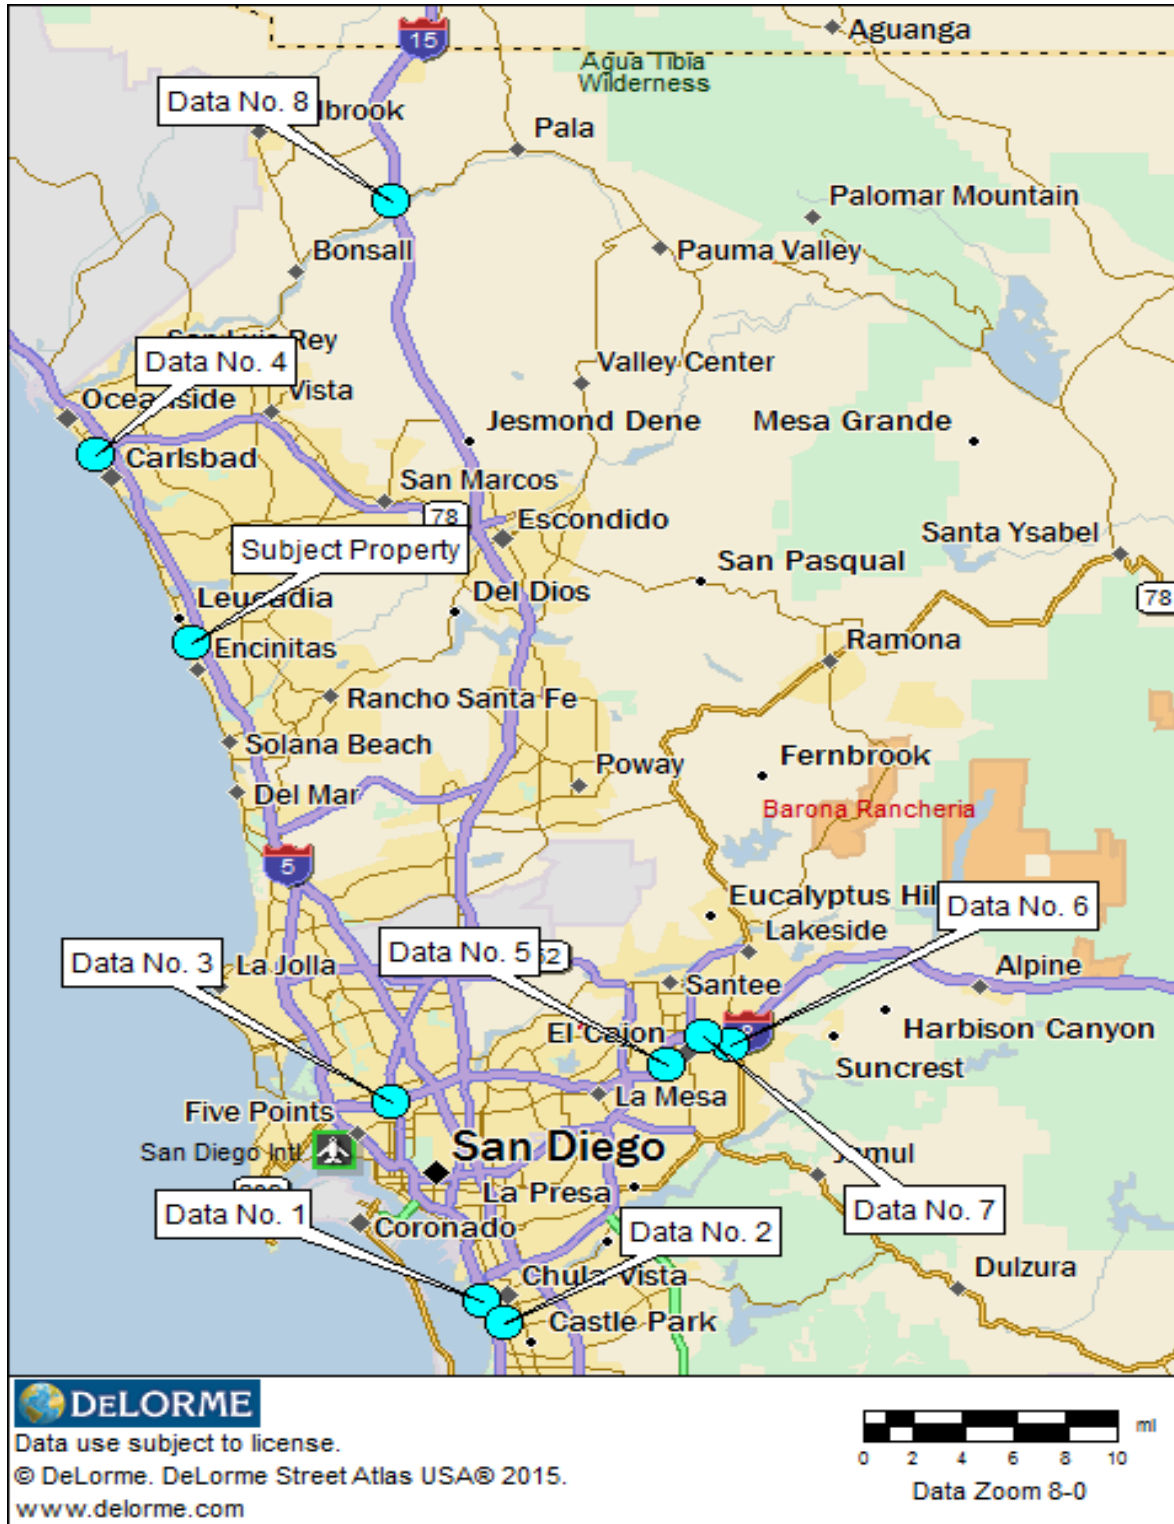 15
Aguanga
Agua Tibia
Wilderness
Data No. 8
lbrook
Pala
Palomar Mountain
Bonsall
Pauma Valley
Rey
Data No. 4
Valley Center
Oceanside
Vista
Jesmond Dene
Mesa Grande
Carlsbad
San Marcos
78
Escondido
Santa Ysabel
Subject Property
San Pasqual
78
Leucadia
Del Dios
Encinitas
Ramona
Rancho Santa Fe
Solana Beach
Poway
Fernbrook
Del Mar
Barona Rancheria
5
Eucalyptus Hil
Data No. 6
Data No. 5
52
Lakeside
Data No. 3
La Jolla
Alpine
Santee
El Cajon
8
Harbison Canyon
Suncrest
La Mesa
Five Points
San Diego Intl
San Diego
Jamul
La Presa
Data No. 1
Coronado
Data No. 7
Data No. 2
Chula Vista
Dulzura
Castle Park
DELORME
Data use subject to license.
© DeLorme. DeLorme Street Atlas USA® 2015.
www.delorme.com
mi
0 2 4 6 8 10
Data Zoom 8-0